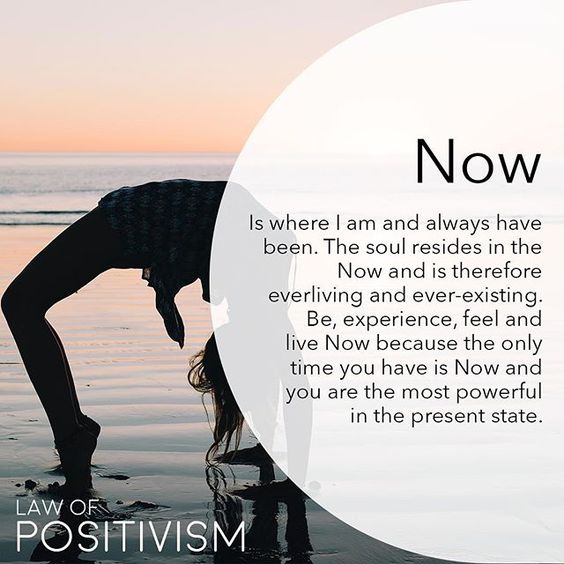 Now
Is where I am and always have
been. The soul resides in the
Now and is therefore
everliving and ever-existing.
Be, experience, feel and
live Now because the only
time you have is Now and
you are the most powerful
in the present state.
LAW OF
POSITIVISM